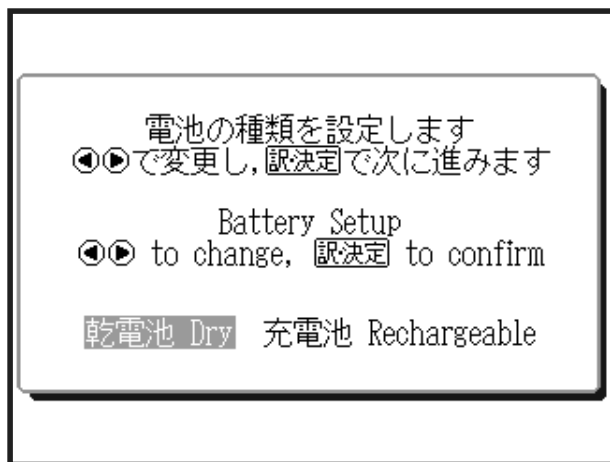 電池の種類を設定します
◀▶で変更し,訳・決定で次に進みます
Battery Setup
◀▶ to change, 訳・決定 to confirm
乾電池 Dry 充電池 Rechargeable